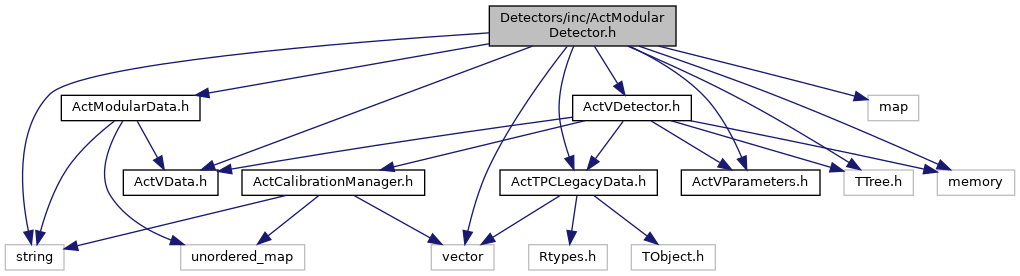 Detectors/inc/ActModular
Detector.h
ActModularData.h
ActVDetector.h
map
ActVData.h
ActCalibrationManager.h
ActTPCLegacyData.h
ActVParameters.h
TTree.h
memory
string
unordered_map
vector
Rtypes.h
TObject.h